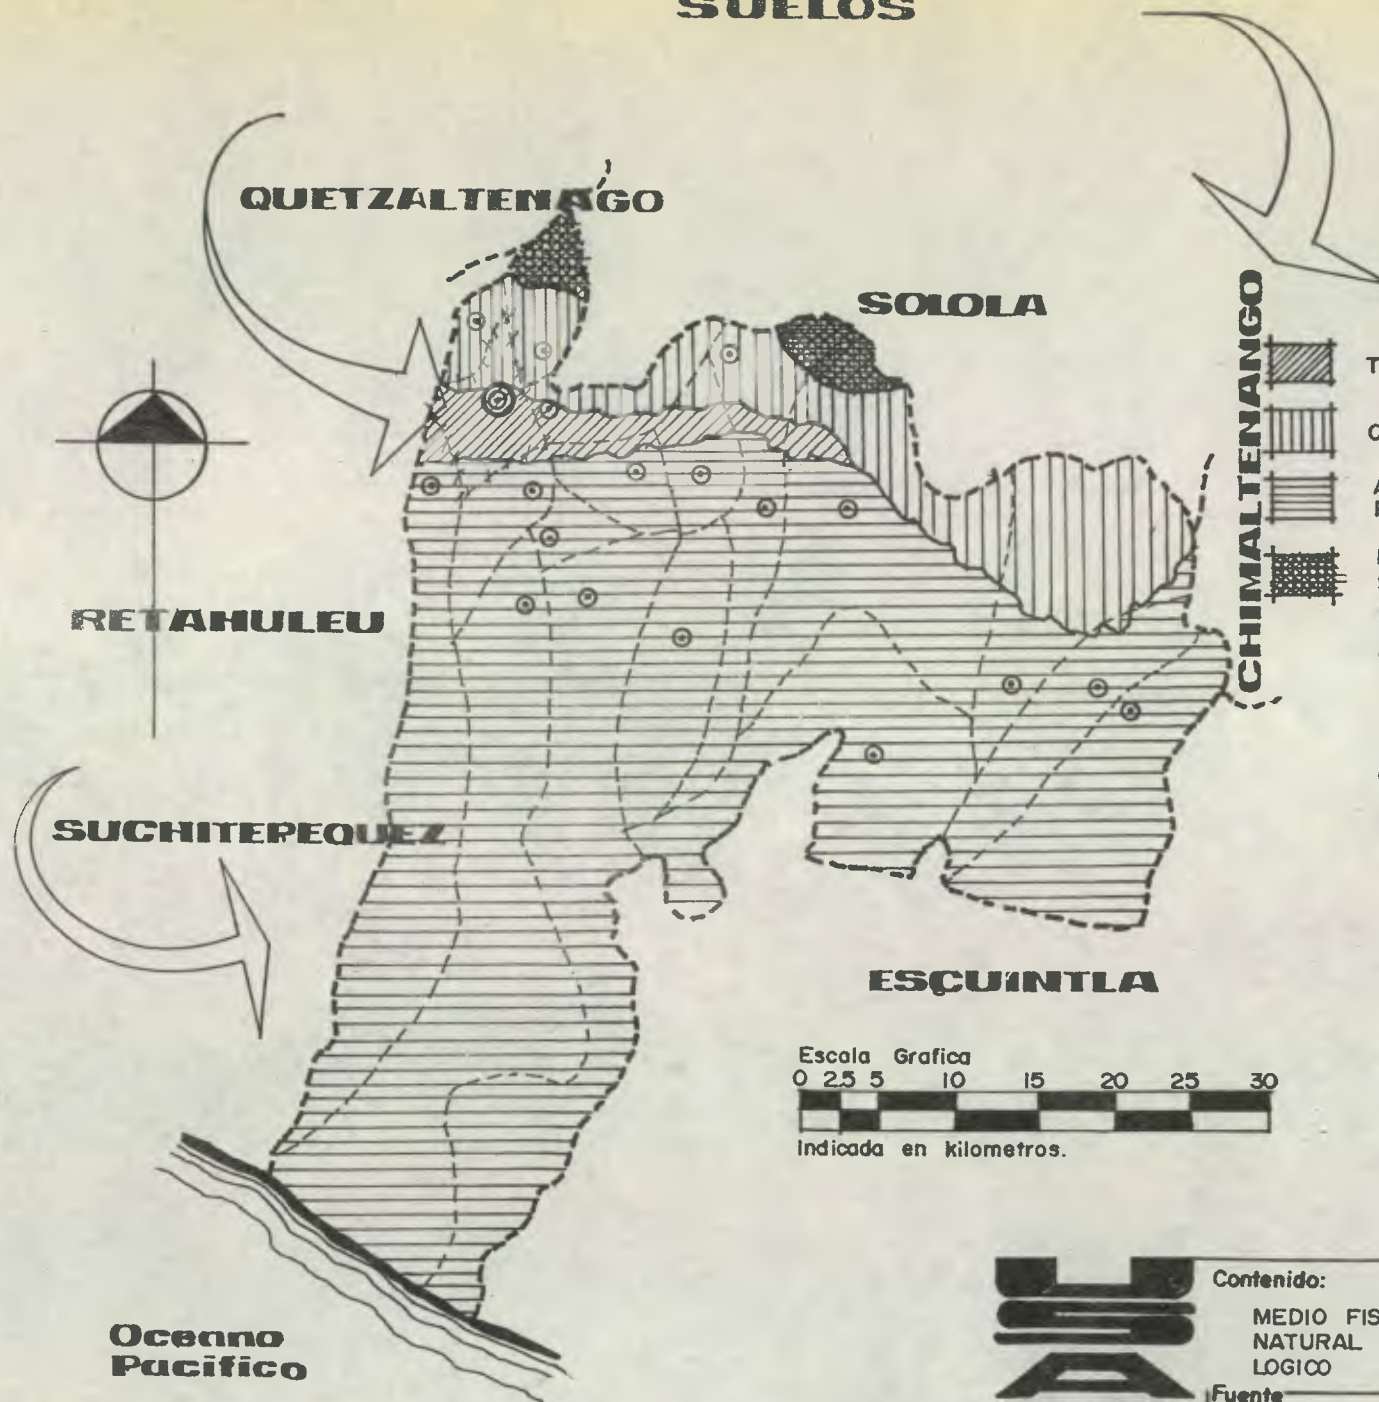 SUELOS
QUETZALTENAGO
SOLOLA
CHIMALTENANGO
T
RETAHULEU
SUCHITEPEQUEZ
ESCUINTLA
Escala Grafica
0 2.5 5 10 15 20 25 30
Indicada en kilometros.
Oceano
Pacifico
Contenido:
MEDIO FIS
NATURAL
LOGICO
Fuente